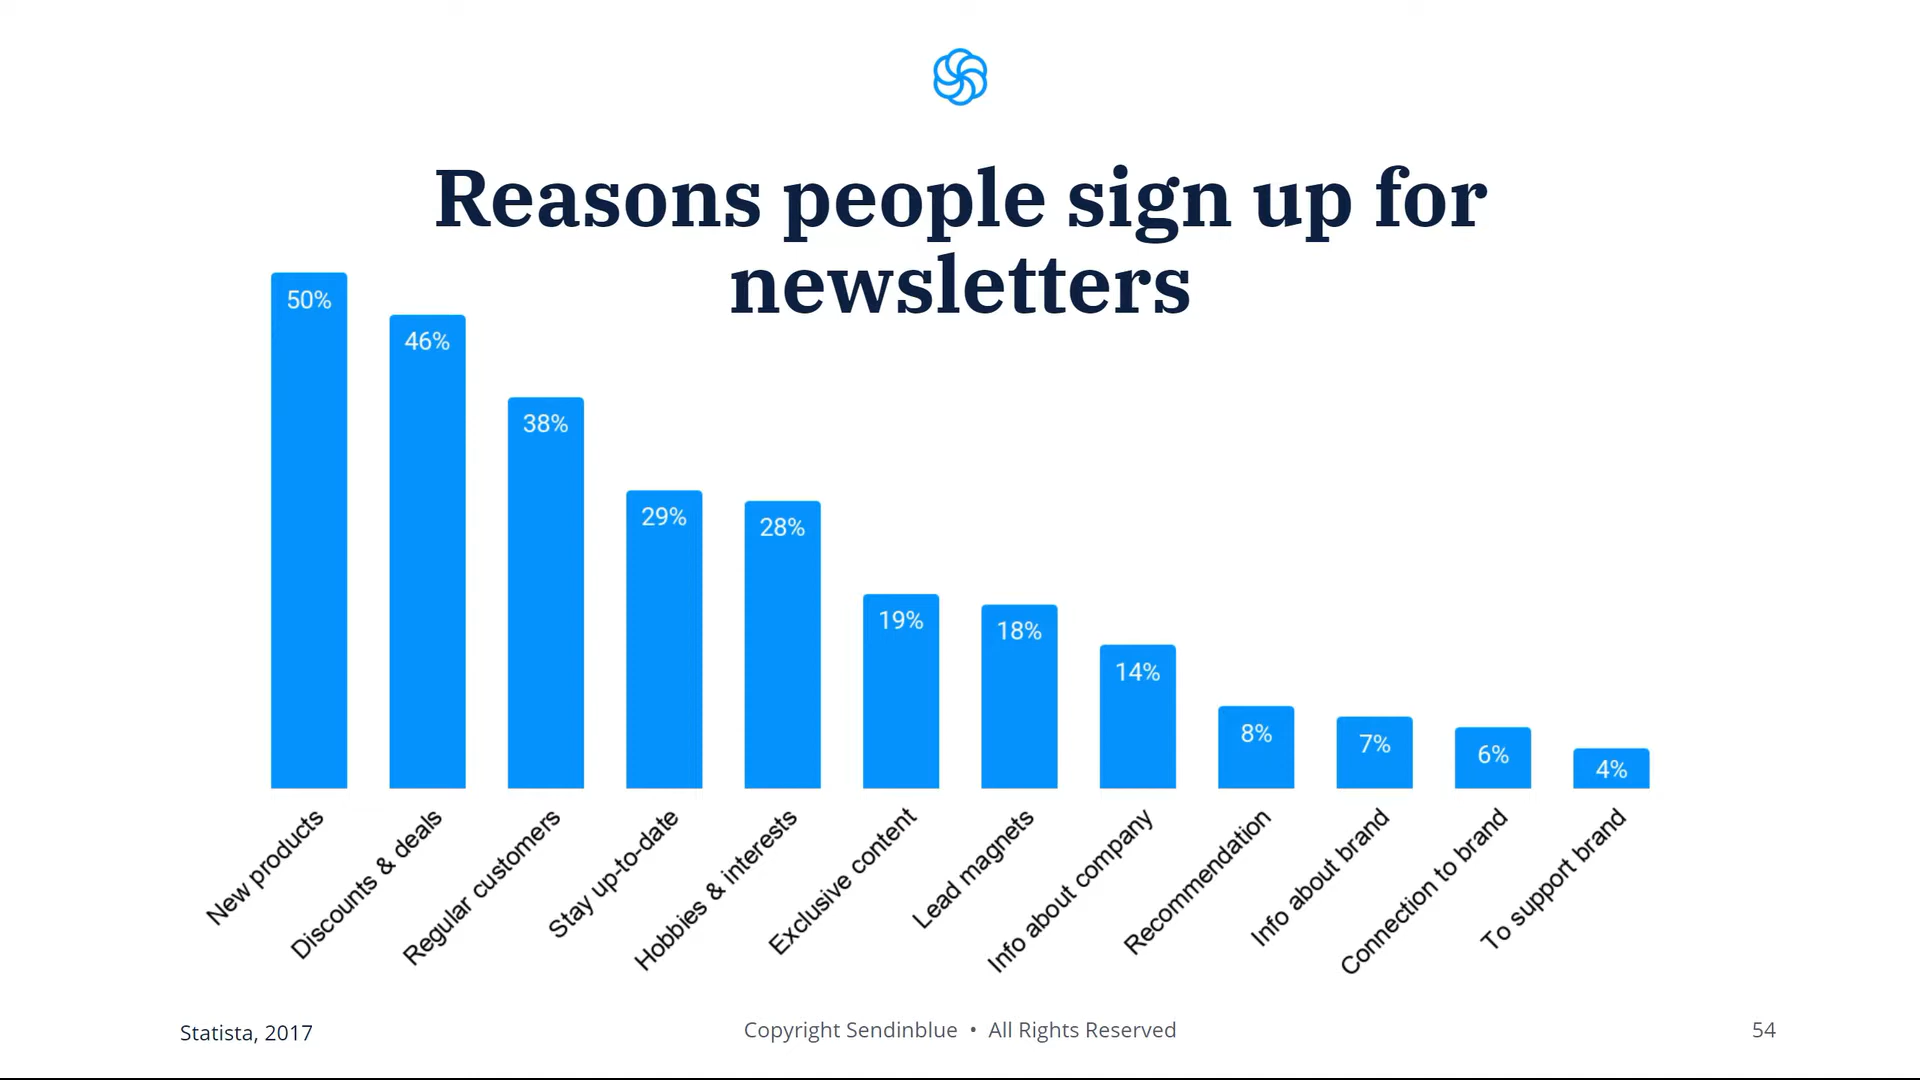 Reasons people sign up for
newsletters
50%
46%
38%
29%
28%
19%
18%
14%
8%
7%
6%
4%
New products
Discounts & deals
Regular customers
Stay up-to-date
Hobbies & interests
Exclusive content
Lead magnets
Info about company
Recommendation
Info about brand
Connection to brand
To support brand
Statista, 2017
Copyright Sendinblue • All Rights Reserved
54